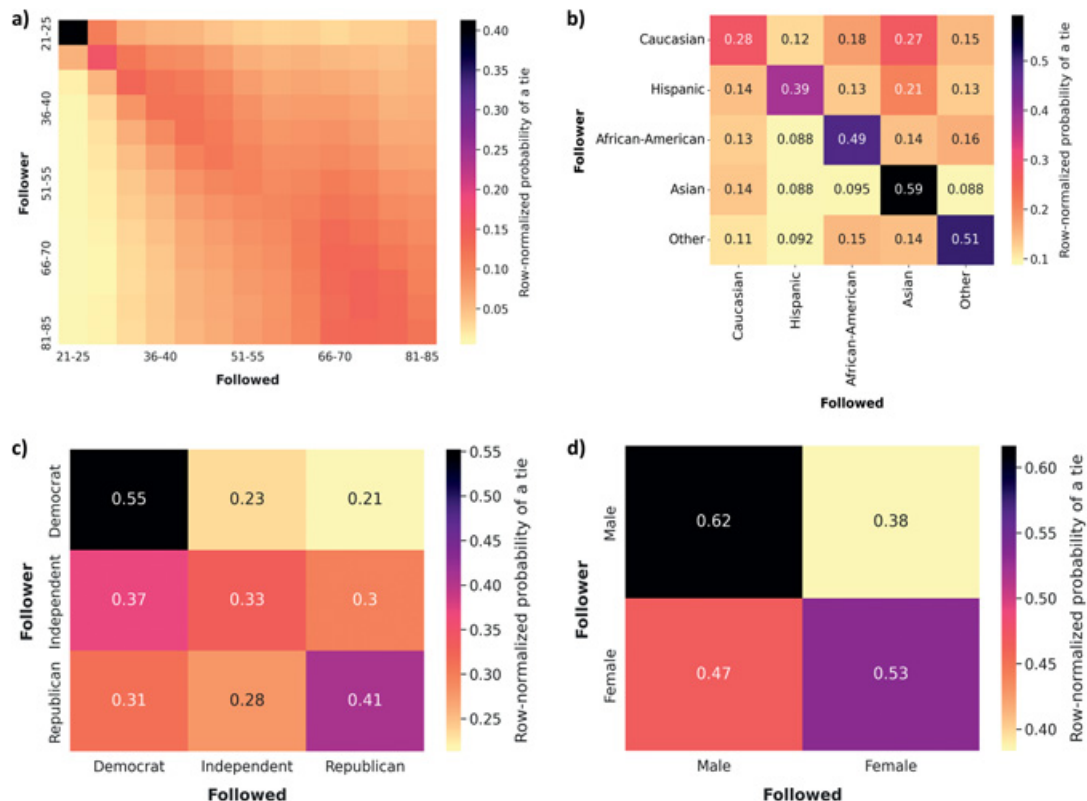 a)
21-25
36-40
51-55
66-70
81-85
Follower
21-25
36-40
51-55
66-70
81-85
Followed
0.40
0.35
0.30
0.25
0.20
0.15
0.10
0.05
Row-normalized probability of a tie
b)
Follower
Caucasian
0.28
0.12
0.18
0.27
0.15
Hispanic
0.14
0.39
0.13
0.21
0.13
African-American
0.13
0.088
0.49
0.14
0.16
Asian
0.14
0.088
0.095
0.59
0.088
Other
0.11
0.092
0.15
0.14
0.51
Caucasian
Hispanic
African-American
Asian
Other
Followed
0.5
0.4
0.3
0.2
0.1
Row-normalized probability of a tie
c)
Follower
Democrat
0.55
0.23
0.21
Independent
0.37
0.33
0.3
Republican
0.31
0.28
0.41
Democrat
Independent
Republican
Followed
0.55
0.50
0.45
0.40
0.35
0.30
0.25
Row-normalized probability of a tie
d)
Follower
Male
0.62
0.38
Female
0.47
0.53
Male
Female
Followed
0.60
0.55
0.50
0.45
0.40
Row-normalized probability of a tie